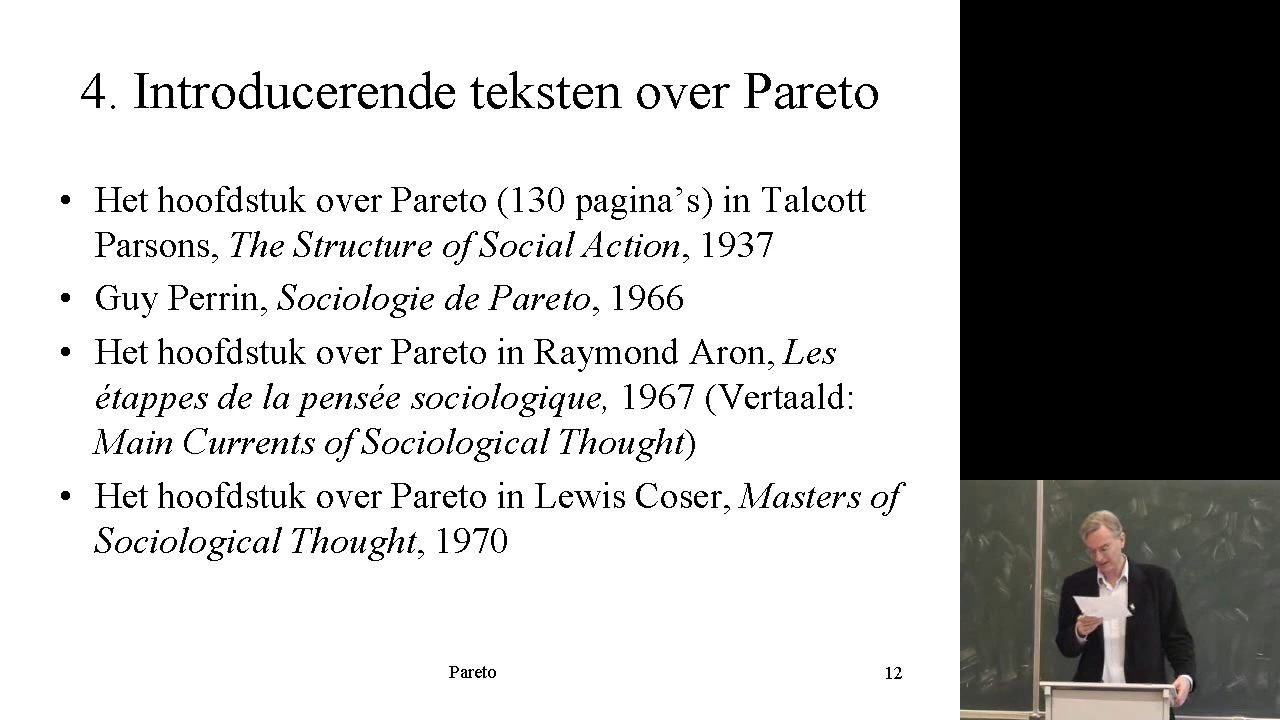 4. Introducerende teksten over Pareto
• Het hoofdstuk over Pareto (130 pagina’s) in Talcott
Parsons, The Structure of Social Action, 1937
• Guy Perrin, Sociologie de Pareto, 1966
• Het hoofdstuk over Pareto in Raymond Aron, Les
étappes de la pensée sociologique, 1967 (Vertaald:
Main Currents of Sociological Thought)
• Het hoofdstuk over Pareto in Lewis Coser, Masters of
Sociological Thought, 1970
Pareto
12